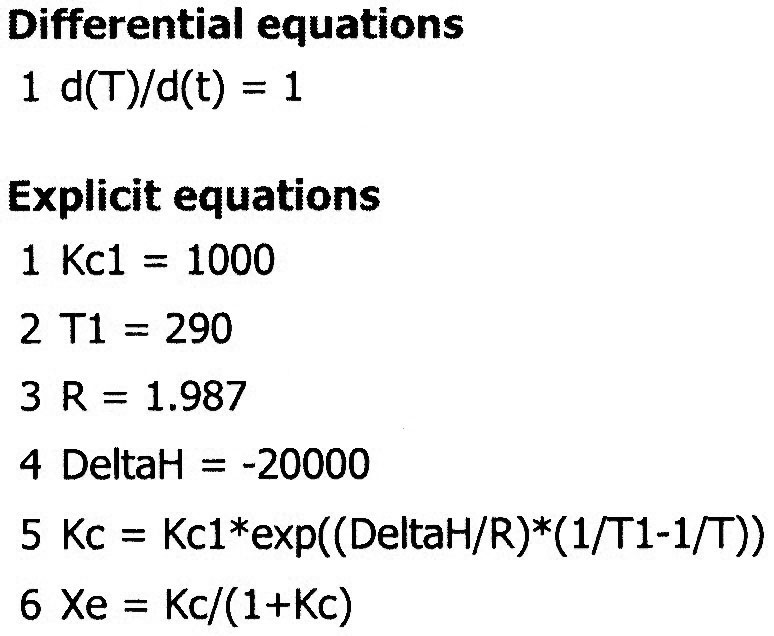 Differential equations
1 d(T)/d(t) = 1
Explicit equations
1 Kc1 = 1000
2 T1 = 290
3 R = 1.987
4 DeltaH = -20000
5 Kc = Kc1*exp((DeltaH/R)*(1/T1-1/T))
6 Xe = Kc/(1+Kc)